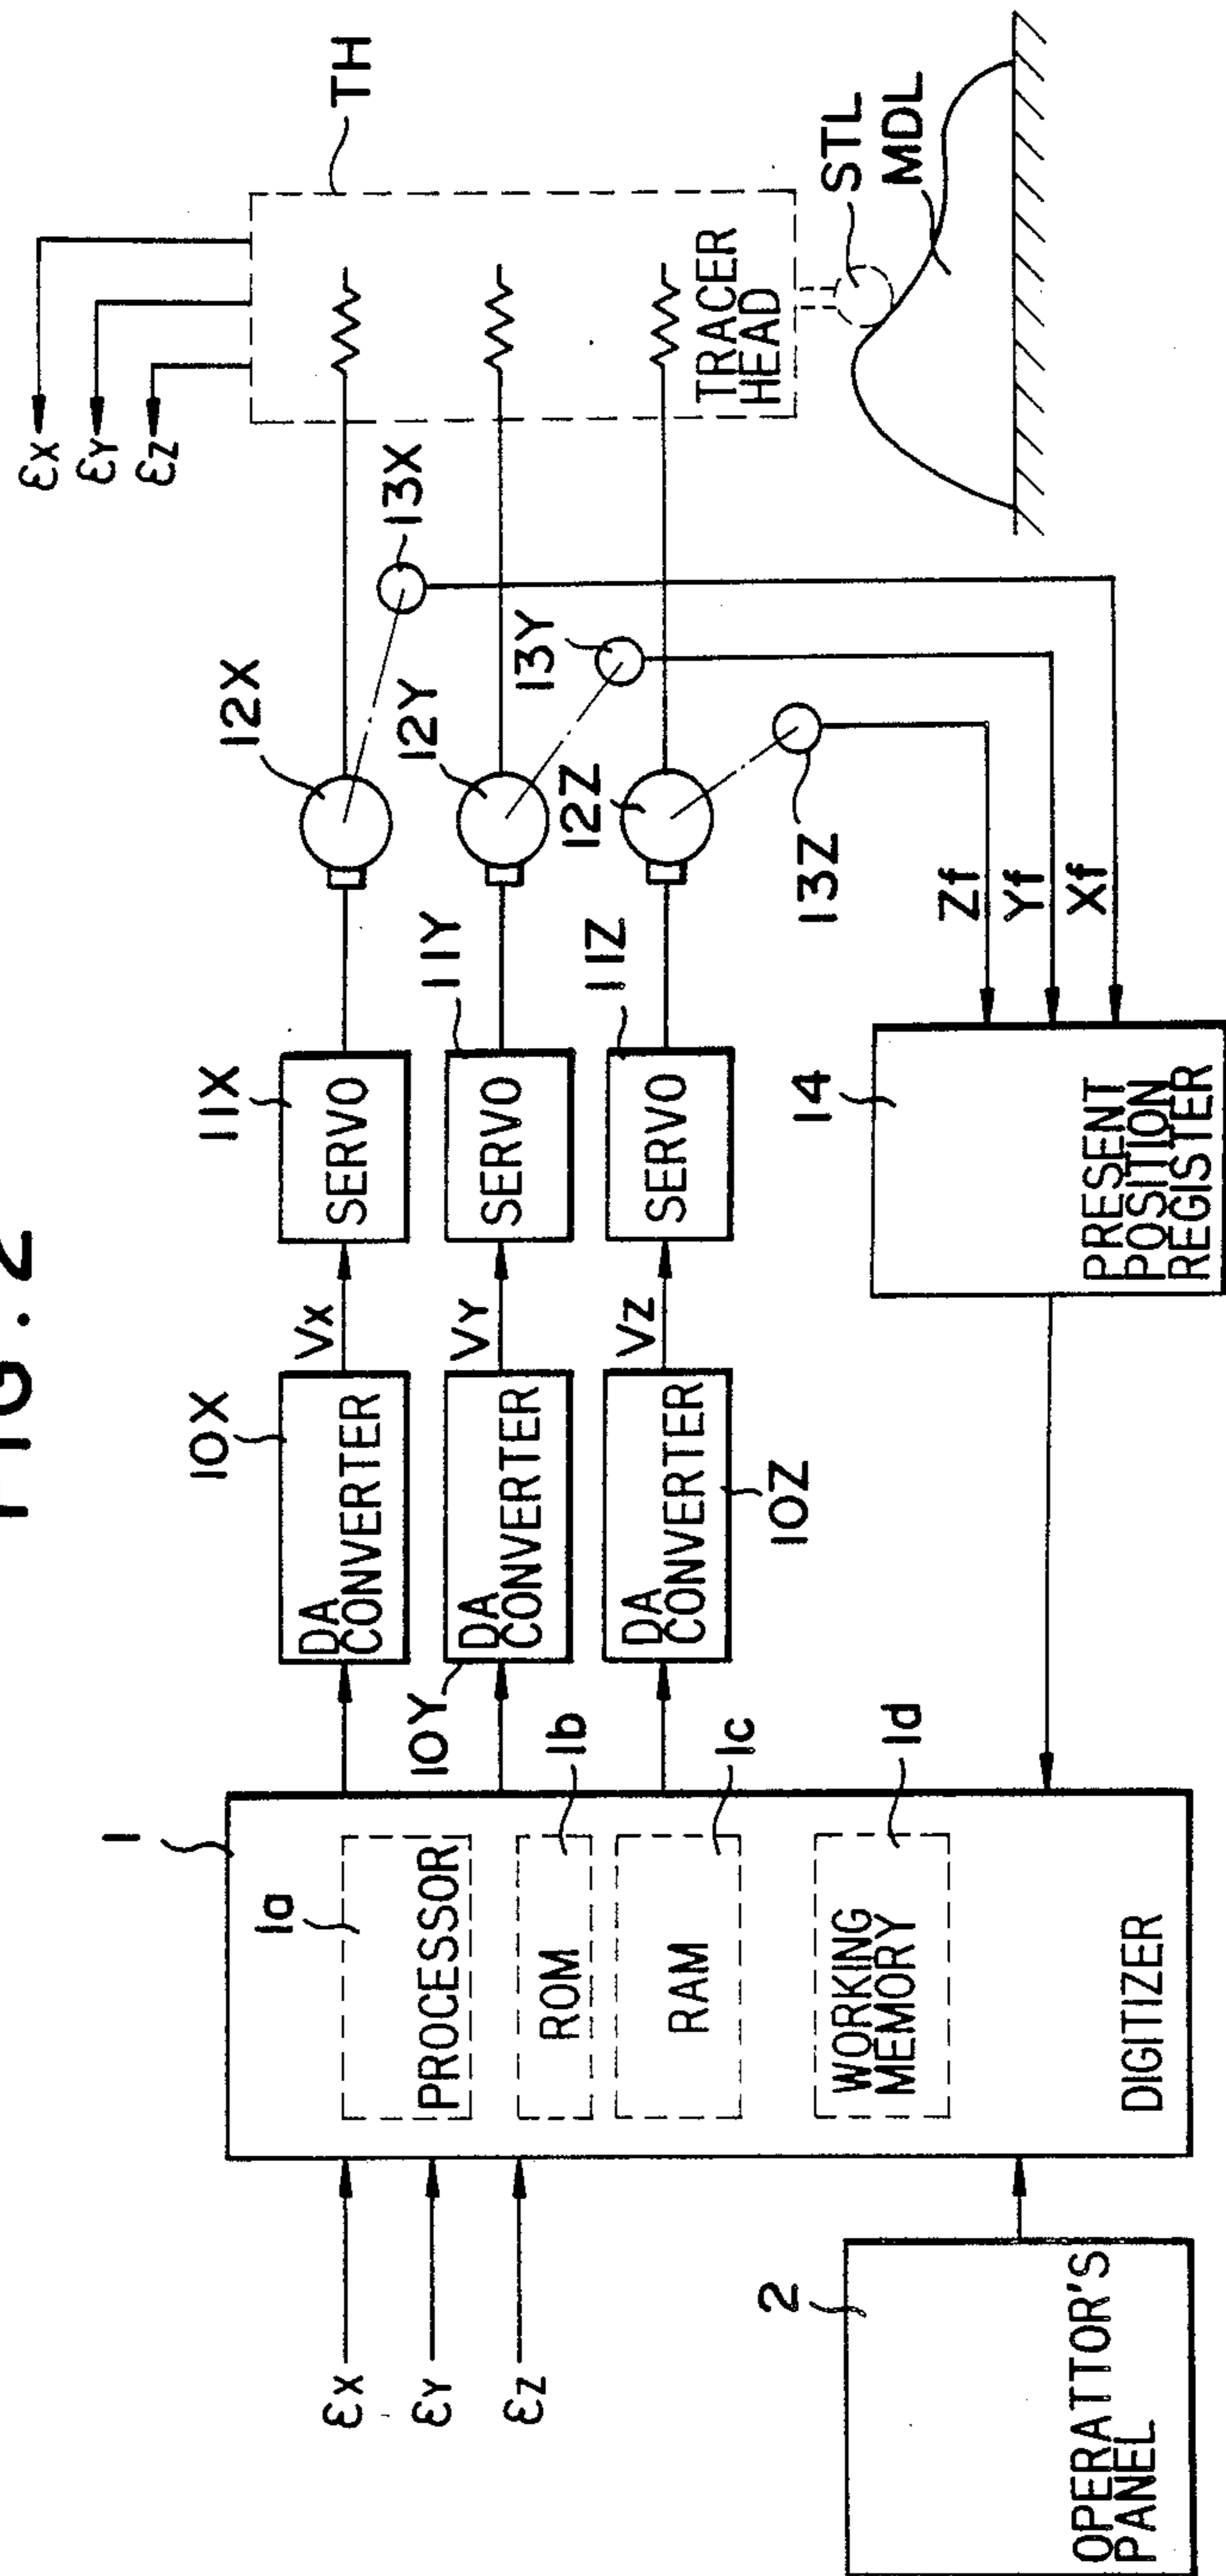 FIG. 2
εX
εY
εZ
TH
TRACER
HEAD
STL
MDL
12X
13X
12Y
13Y
12Z
13Z
11X
SERVO
11Y
SERVO
11Z
SERVO
VX
VY
VZ
10X
DA
CONVERTER
10Y
DA
CONVERTER
10Z
DA
CONVERTER
Zf
Yf
Xf
14
PRESENT
POSITION
REGISTER
1
1a
PROCESSOR
1b
ROM
1c
RAM
1d
WORKING
MEMORY
DIGITIZER
εX
εY
εZ
2
OPERATTOR'S
PANEL